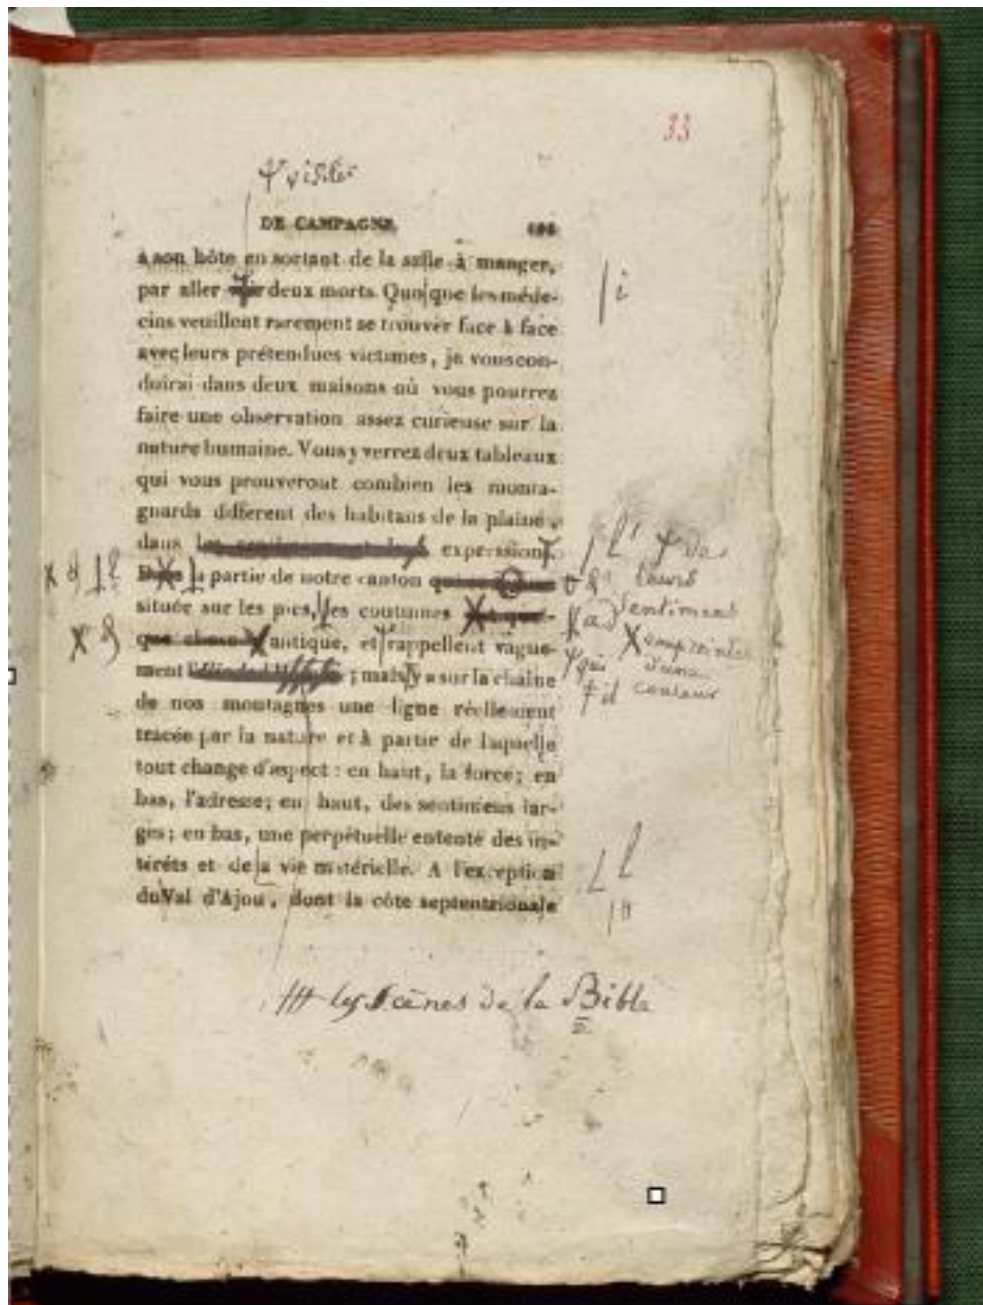 33
visiter
DE CAMPAGNE.
à son hôte en sortant de la salle à manger,
par aller voir deux morts. Quoique les méde-
cins veuillent rarement se trouver face à face
avec leurs prétendues victimes, je vous con-
duirai dans deux maisons où vous pourrez
faire une observation assez curieuse sur la
nature humaine. Vous y verrez deux tableaux
qui vous prouveront combien les monta-
gnards diffèrent des habitans de la plaine,
dans expression
la partie de notre canton
située sur les pics, les coutumes
antique, et rappellent vague-
ment ; mais y a sur la chaîne
de nos montagnes une ligne réellement
tracée par la nature et à partir de laquelle
tout change d'aspect : en haut, la force; en
bas, l'adresse; en haut, des sentimens lar-
ges; en bas, une perpétuelle entente des in-
térêts et de la vie matérielle. A l'exception
du Val d'Ajou, dont la côte septentrionale
i
l' de
leurs
sentimens
empreintes
qui d'une
il couleur
l
les Scènes de la Bible